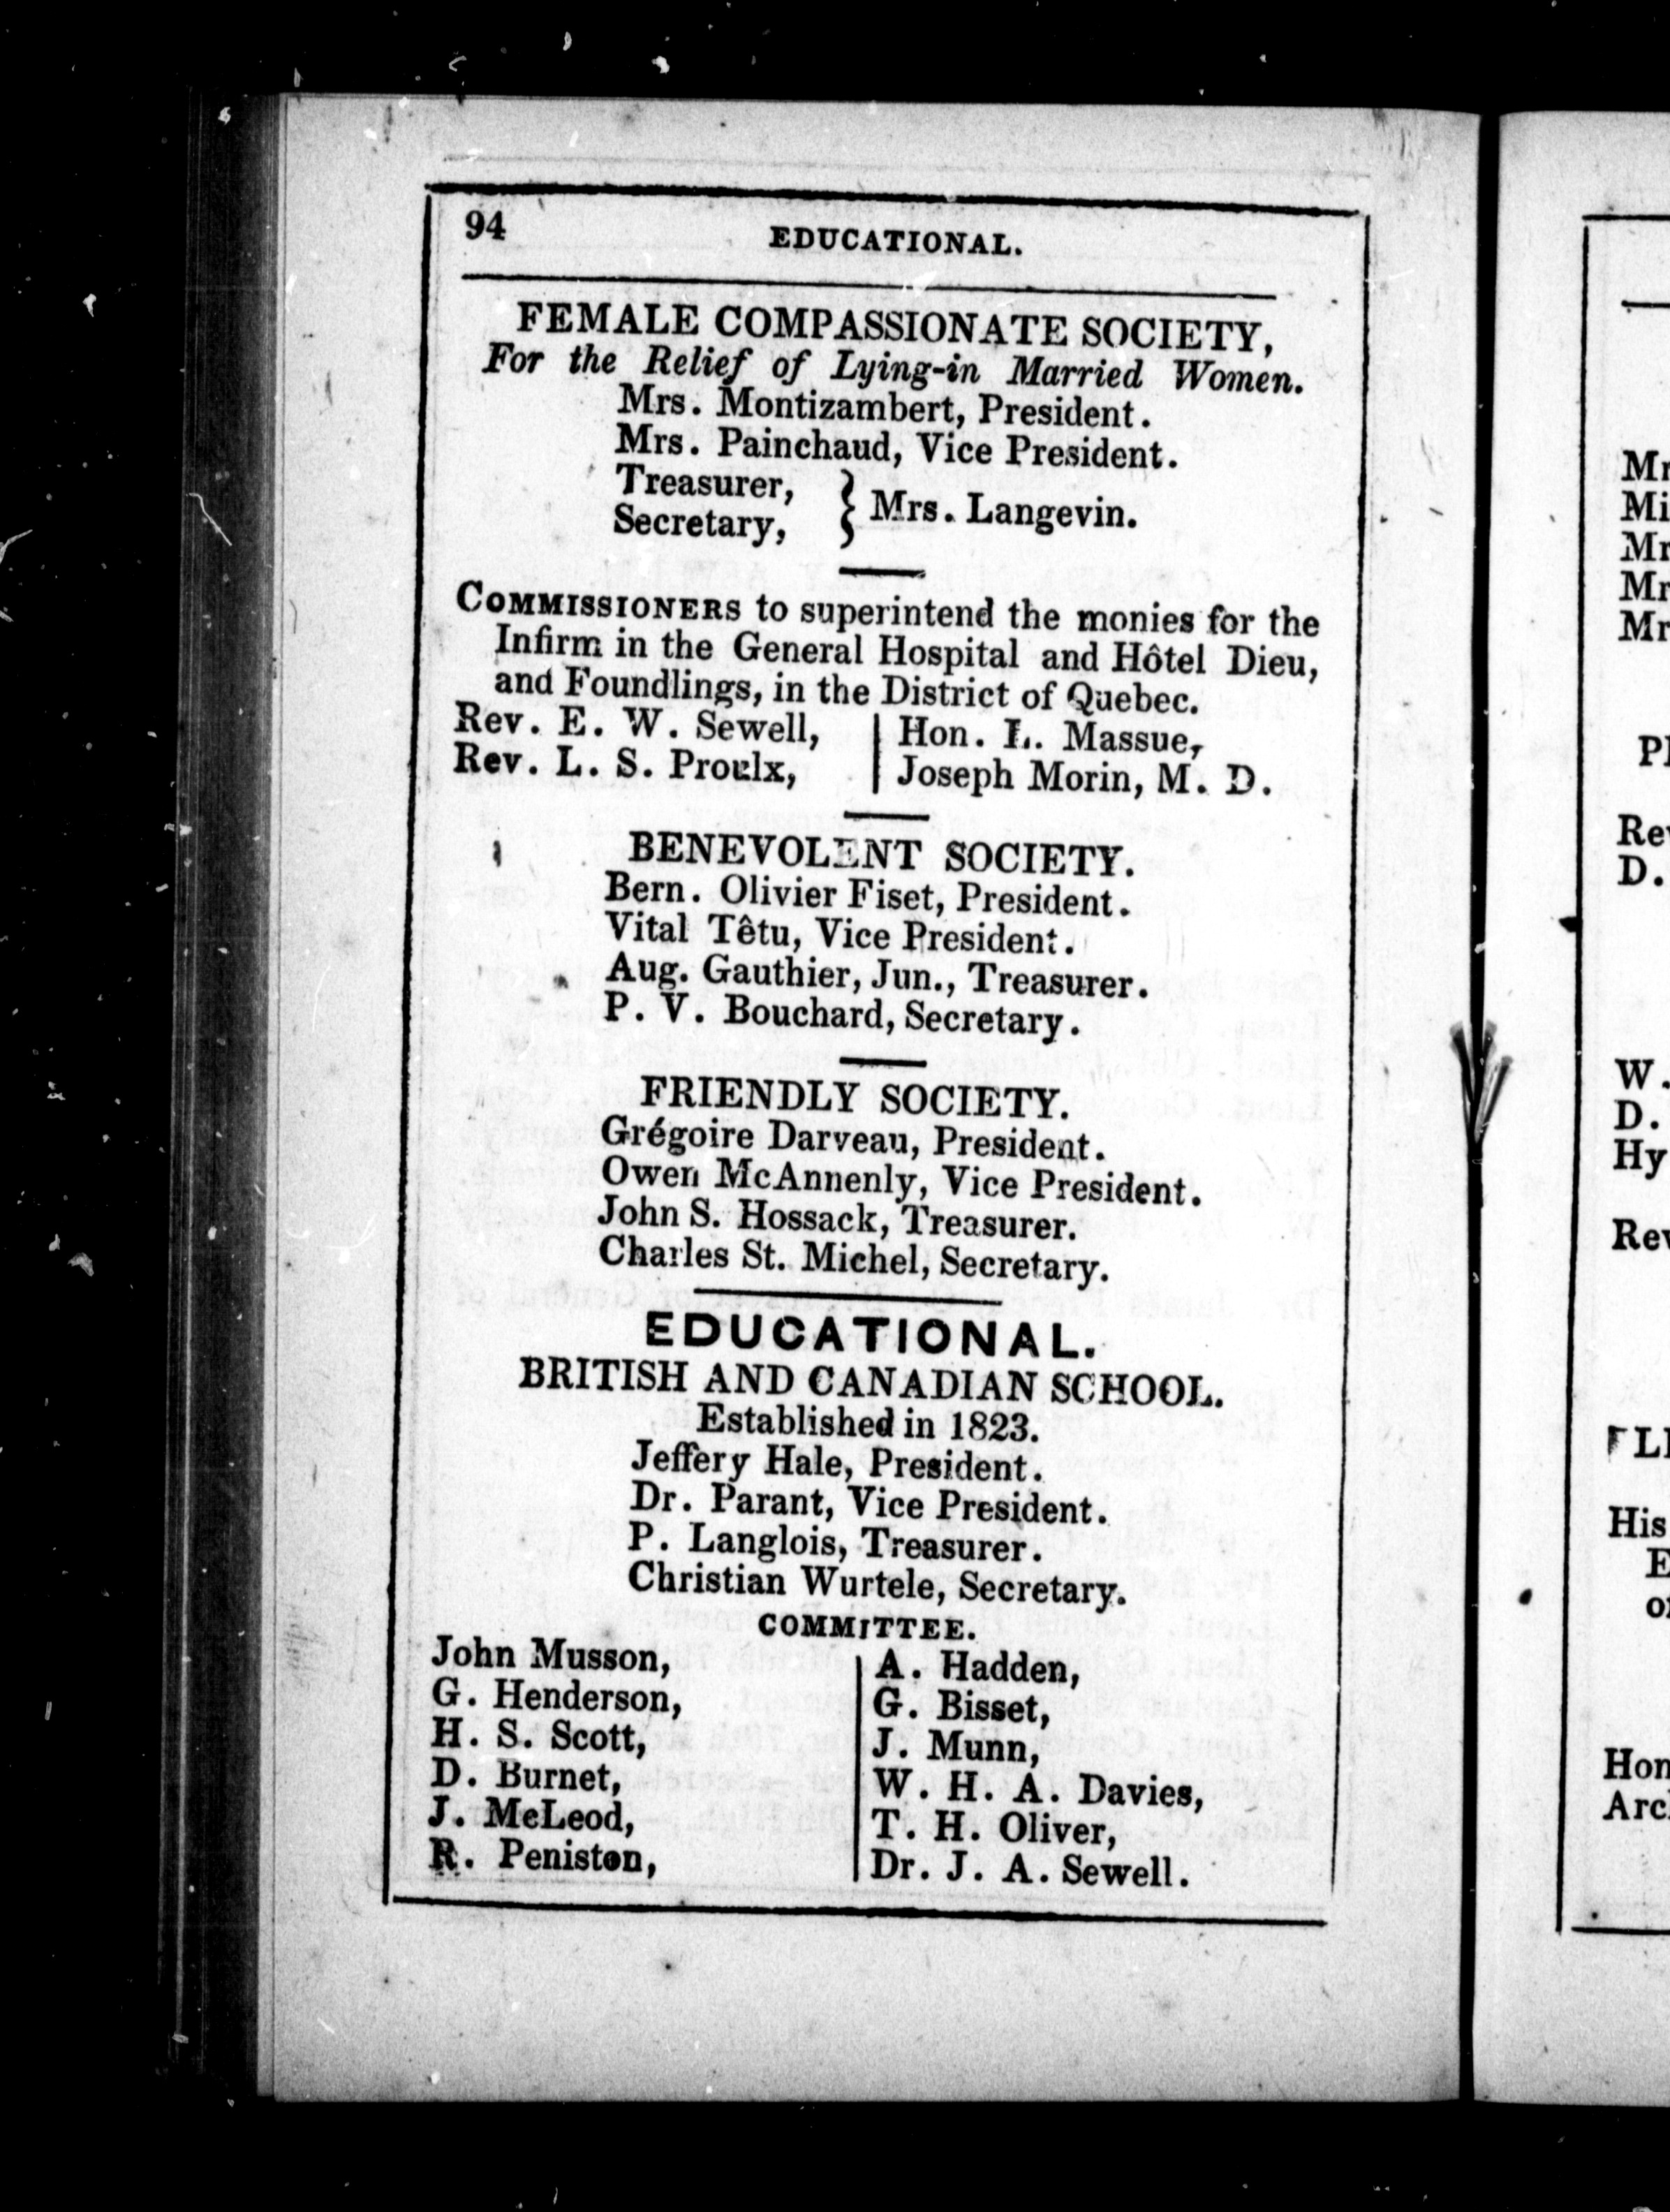 94
EDUCATIONAL.
FEMALE COMPASSIONATE SOCIETY,
For the Relief of Lying-in Married Women.
Mrs. Montizambert, President.
Mrs. Painchaud, Vice President.
Treasurer,
Secretary, } Mrs. Langevin.
COMMISSIONERS to superintend the monies for the
Infirm in the General Hospital and Hôtel Dieu,
and Foundlings, in the District of Quebec.
Rev. E. W. Sewell,
Rev. L. S. Proulx,
Hon. L. Massue,
Joseph Morin, M. D.
BENEVOLENT SOCIETY.
Bern. Olivier Fiset, President.
Vital Têtu, Vice President.
Aug. Gauthier, Jun., Treasurer.
P. V. Bouchard, Secretary.
FRIENDLY SOCIETY.
Grégoire Darveau, President.
Owen McAnnenly, Vice President.
John S. Hossack, Treasurer.
Charles St. Michel, Secretary.
EDUCATIONAL.
BRITISH AND CANADIAN SCHOOL.
Established in 1823.
Jeffery Hale, President.
Dr. Parant, Vice President.
P. Langlois, Treasurer.
Christian Wurtele, Secretary.
COMMITTEE.
John Musson,
G. Henderson,
H. S. Scott,
D. Burnet,
J. McLeod,
R. Peniston,
A. Hadden,
G. Bisset,
J. Munn,
W. H. A. Davies,
T. H. Oliver,
Dr. J. A. Sewell.
W.
D.
Hy
His